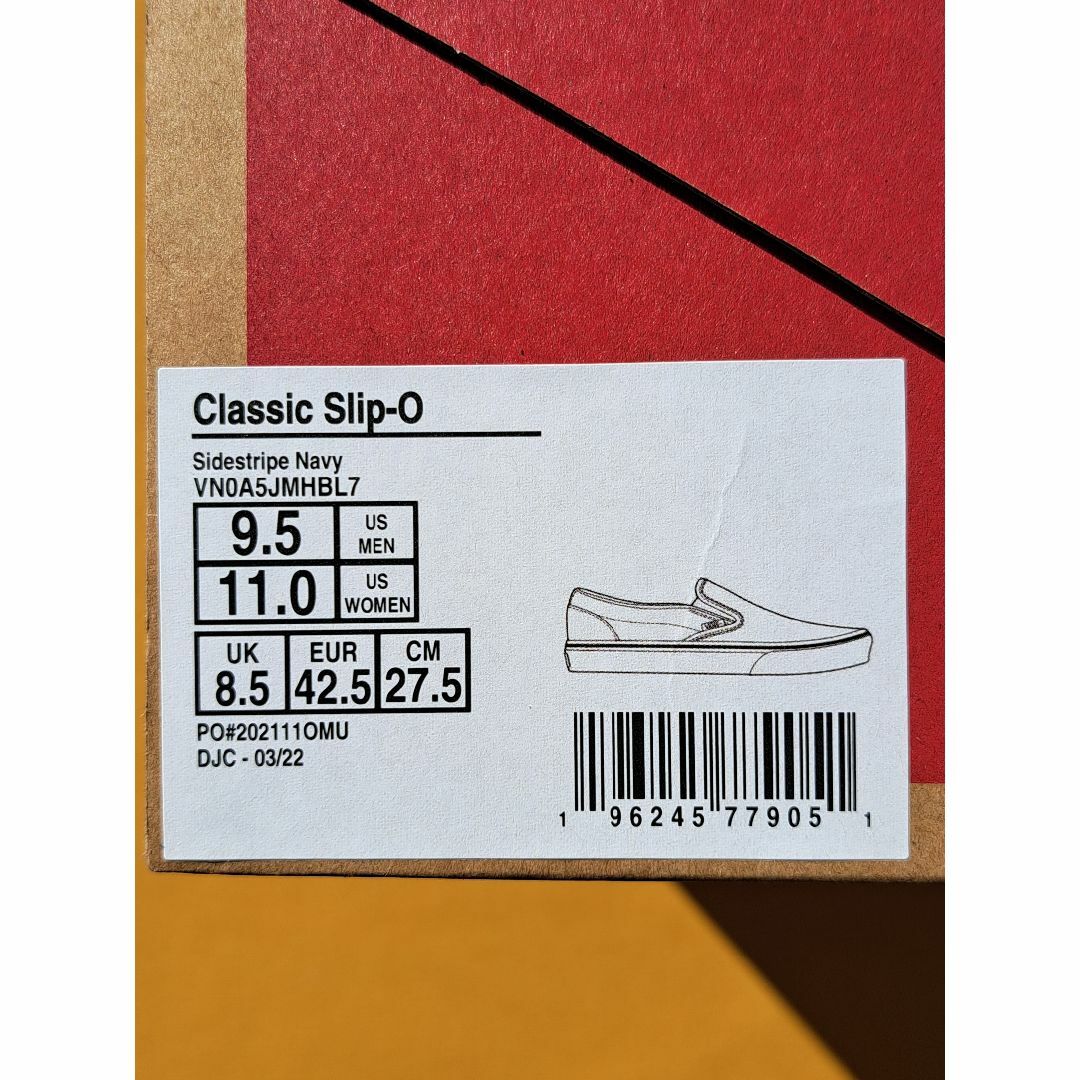 Classic Slip-O
Sidestripe Navy
VN0A5JMHBL7
9.5 US MEN
11.0 US WOMEN
UK EUR CM
8.5 42.5 27.5
PO#202111OMU
DJC - 03/22
1 96245 77905 1